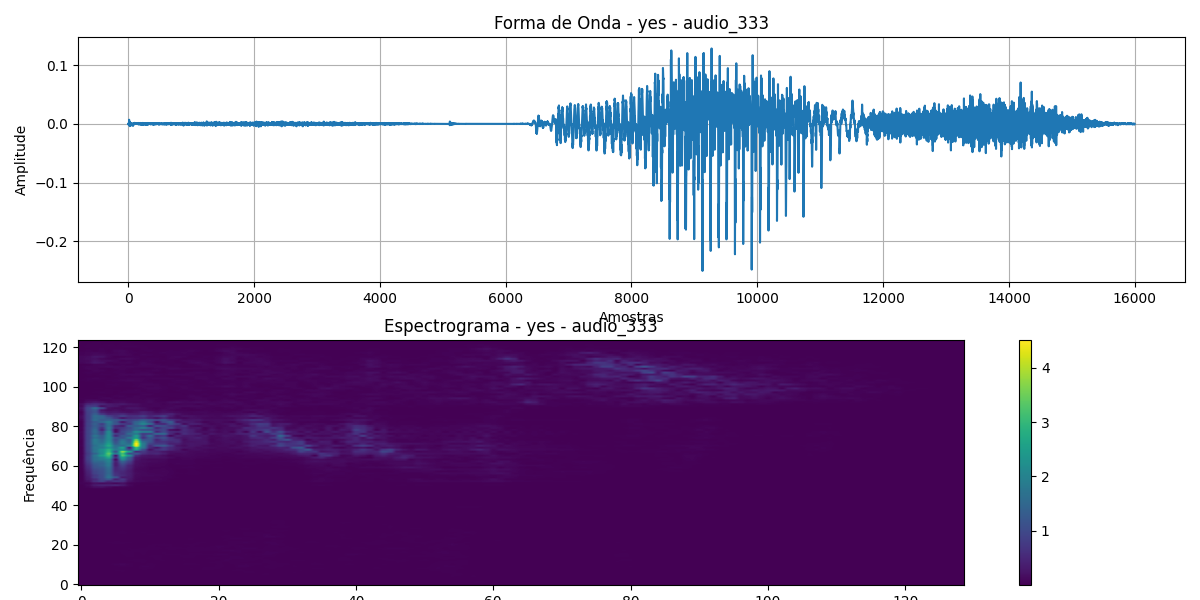 Forma de Onda - yes - audio_333
Amplitude
0.1
0.0
−0.1
−0.2
0 2000 4000 6000 8000 10000 12000 14000 16000
Amostras
Espectrograma - yes - audio_333
Frequência
120
100
80
60
40
20
0
0 20 40 60 80 100 120
4
3
2
1